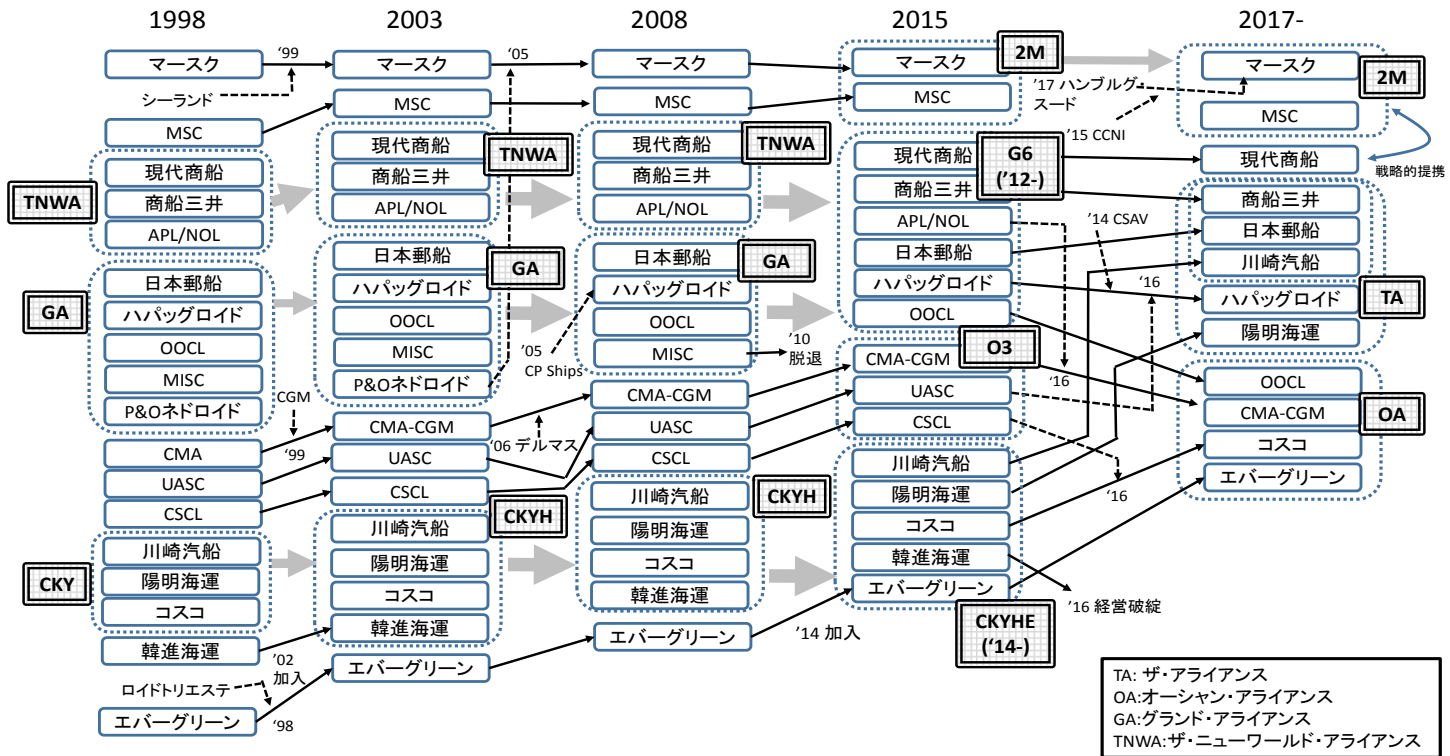 1998
2003
2008
2015
2017-
マースク
'99
シーランド
MSC
TNWA
現代商船
商船三井
APL/NOL
GA
日本郵船
ハパッグロイド
OOCL
MISC
P&Oネドロイド
CGM
'99
CMA
UASC
CSCL
CKY
川崎汽船
陽明海運
コスコ
韓進海運
'02
加入
ロイドトリエステ
エバーグリーン
'98
マースク
'05
MSC
TNWA
現代商船
商船三井
APL/NOL
GA
日本郵船
ハパッグロイド
OOCL
MISC
P&Oネドロイド
'05
CP Ships
CMA-CGM
'06 デルマス
UASC
CSCL
CKYH
川崎汽船
陽明海運
コスコ
韓進海運
エバーグリーン
マースク
MSC
TNWA
現代商船
商船三井
APL/NOL
GA
日本郵船
ハパッグロイド
OOCL
MISC
'10
脱退
CMA-CGM
UASC
CSCL
CKYH
川崎汽船
陽明海運
コスコ
韓進海運
エバーグリーン
'14 加入
2M
マースク
MSC
'17 ハンブルグ・
スード
'15 CCNI
G6
('12-)
現代商船
商船三井
APL/NOL
日本郵船
ハパッグロイド
OOCL
'14 CSAV
'16
O3
CMA-CGM
UASC
CSCL
'16
'16
川崎汽船
陽明海運
コスコ
韓進海運
エバーグリーン
'16 経営破綻
CKYHE
('14-)
マースク
2M
MSC
現代商船
戦略的提携
商船三井
日本郵船
川崎汽船
ハパッグロイド
TA
陽明海運
OOCL
CMA-CGM
OA
コスコ
エバーグリーン
TA: ザ・アライアンス
OA:オーシャン・アライアンス
GA:グランド・アライアンス
TNWA:ザ・ニューワールド・アライアンス